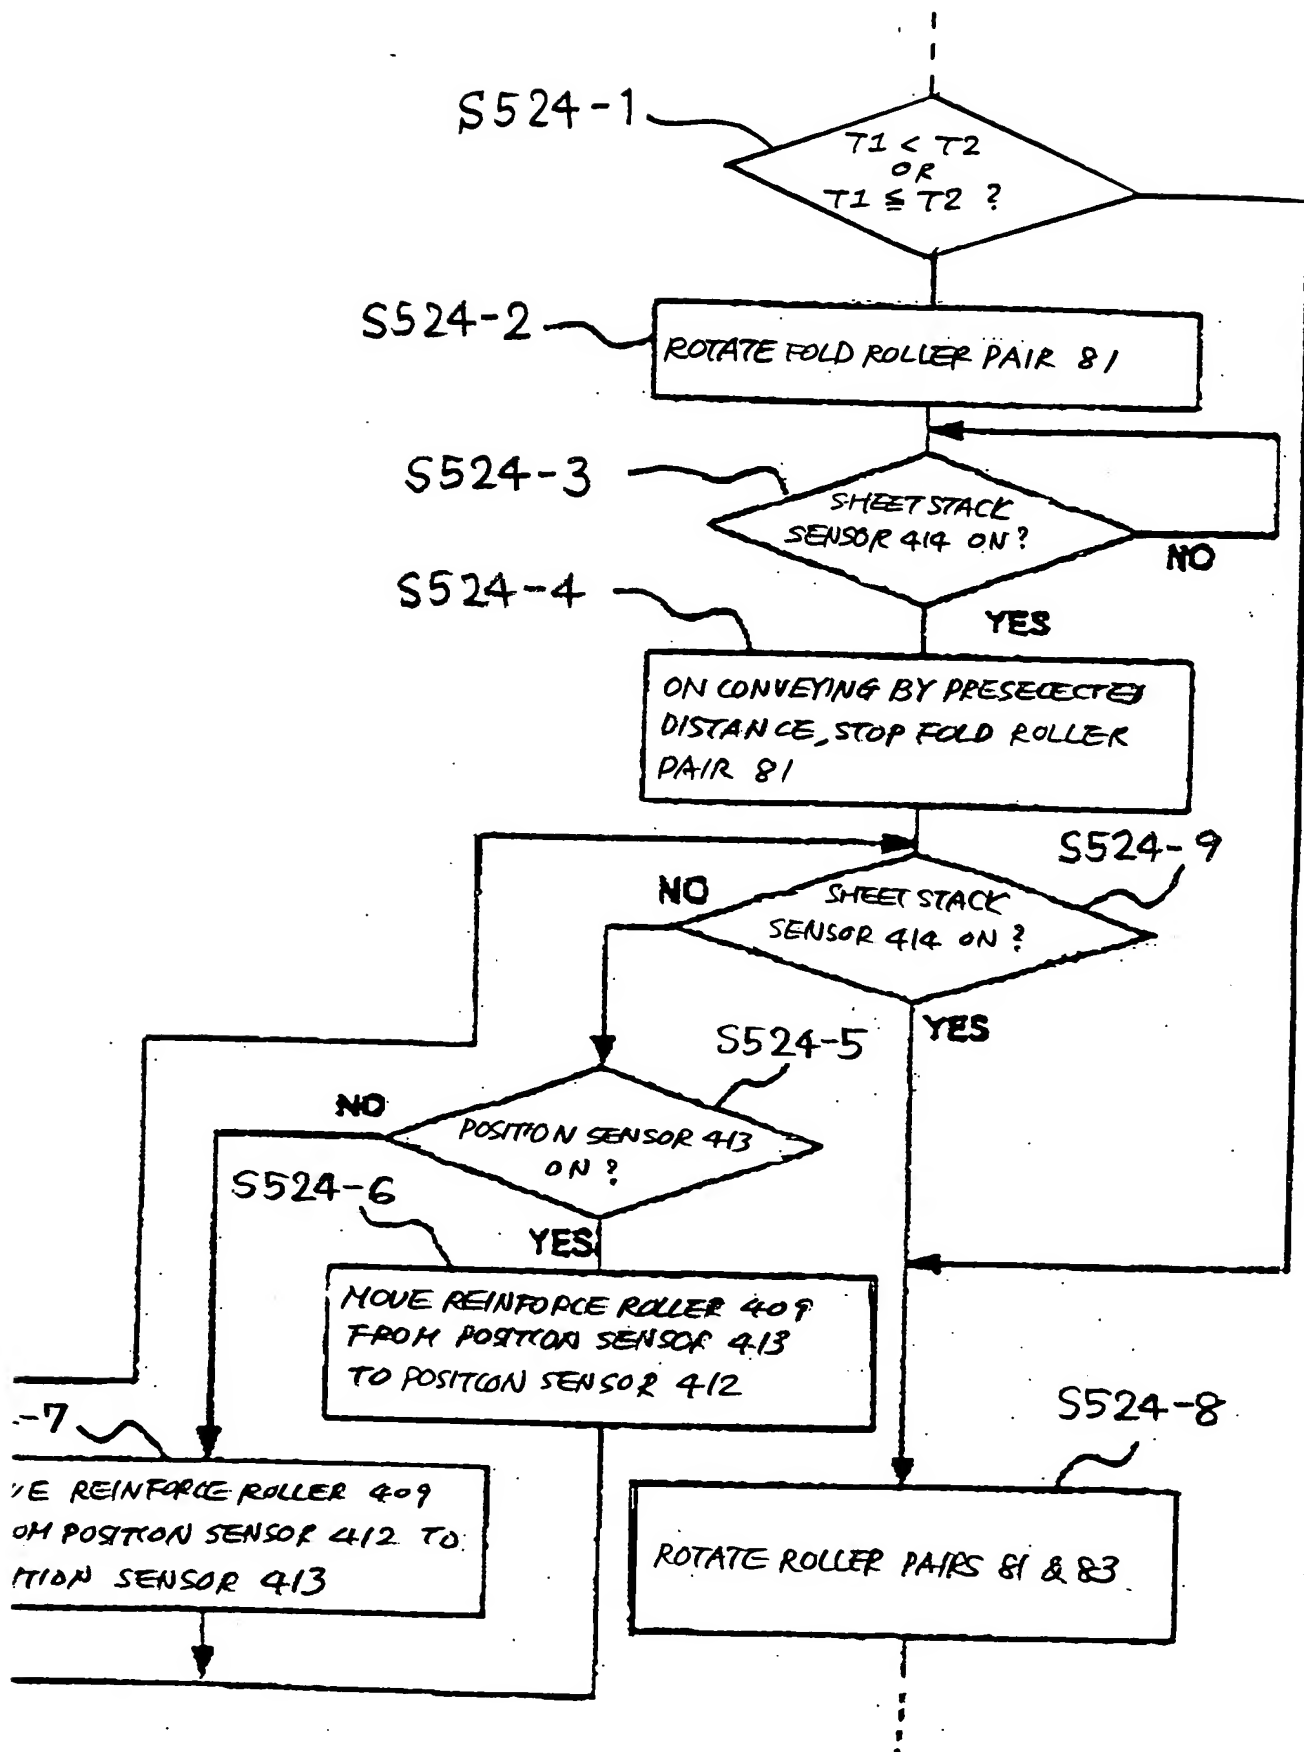 S524-1
T1 < T2
OR
T1 ≦ T2 ?
S524-2
ROTATE FOLD ROLLER PAIR 81
S524-3
SHEET STACK
SENSOR 414 ON?
NO
S524-4
YES
ON CONVEYING BY PRESELECTED
DISTANCE, STOP FOLD ROLLER
PAIR 81
S524-9
NO
SHEET STACK
SENSOR 414 ON?
YES
S524-5
NO
POSITION SENSOR 413
ON?
S524-6
YES
MOVE REINFORCE ROLLER 409
FROM POSITION SENSOR 413
TO POSITION SENSOR 412
-7
VE REINFORCE ROLLER 409
OM POSITION SENSOR 412 TO
ITION SENSOR 413
S524-8
ROTATE ROLLER PAIRS 81 & 83